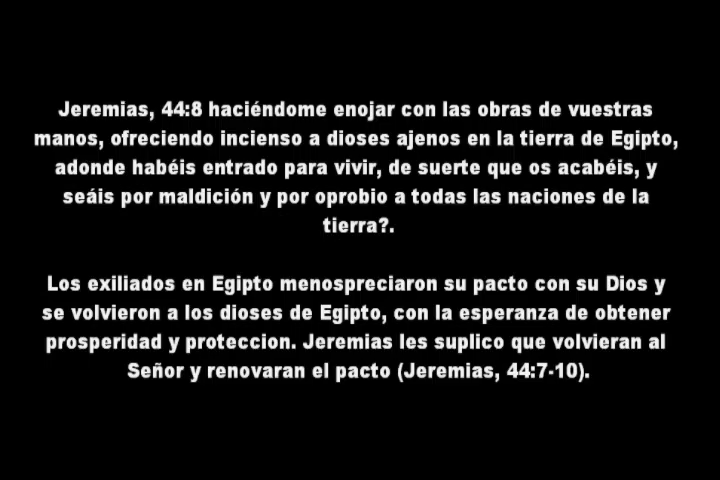 Jeremias, 44:8 haciéndome enojar con las obras de vuestras
manos, ofreciendo incienso a dioses ajenos en la tierra de Egipto,
adonde habéis entrado para vivir, de suerte que os acabéis, y
seáis por maldición y por oprobio a todas las naciones de la
tierra?.
Los exiliados en Egipto menospreciaron su pacto con su Dios y
se volvieron a los dioses de Egipto, con la esperanza de obtener
prosperidad y proteccion. Jeremias les suplico que volvieran al
Señor y renovaran el pacto (Jeremias, 44:7-10).